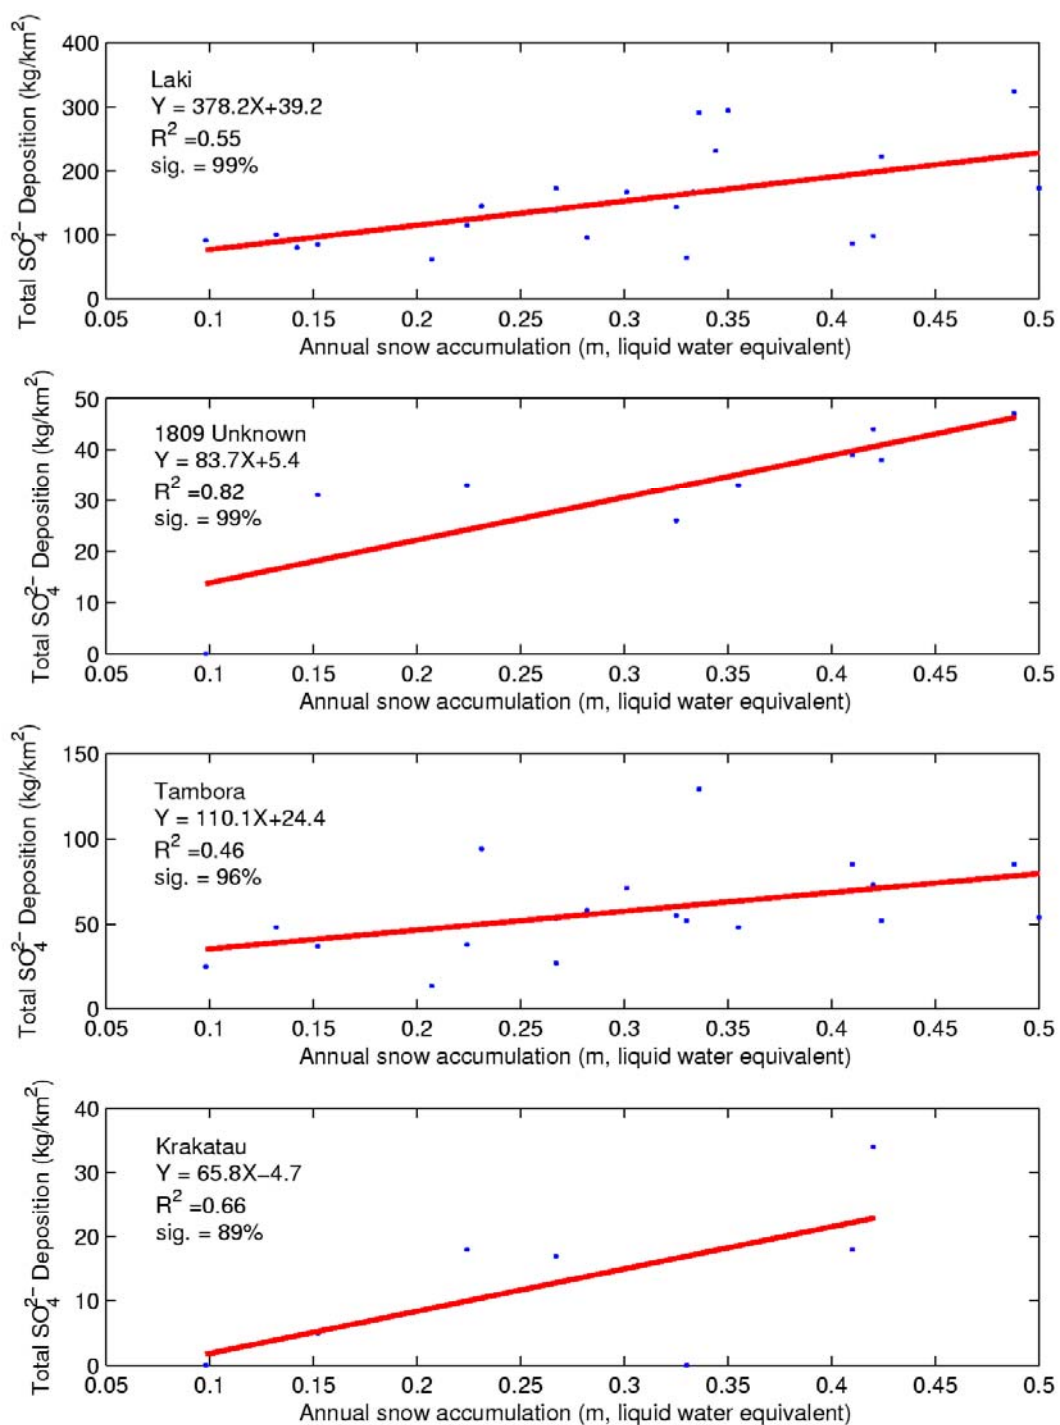 Total SO₄²⁻ Deposition (kg/km²)
400
300
200
100
0
Laki
Y = 378.2X+39.2
R² =0.55
sig. = 99%
0.05 0.1 0.15 0.2 0.25 0.3 0.35 0.4 0.45 0.5
Annual snow accumulation (m, liquid water equivalent)
Total SO₄²⁻ Deposition (kg/km²)
50
40
30
20
10
0
1809 Unknown
Y = 83.7X+5.4
R² =0.82
sig. = 99%
0.05 0.1 0.15 0.2 0.25 0.3 0.35 0.4 0.45 0.5
Annual snow accumulation (m, liquid water equivalent)
Total SO₄²⁻ Deposition (kg/km²)
150
100
50
0
Tambora
Y = 110.1X+24.4
R² =0.46
sig. = 96%
0.05 0.1 0.15 0.2 0.25 0.3 0.35 0.4 0.45 0.5
Annual snow accumulation (m, liquid water equivalent)
Total SO₄²⁻ Deposition (kg/km²)
40
30
20
10
0
Krakatau
Y = 65.8X−4.7
R² =0.66
sig. = 89%
0.05 0.1 0.15 0.2 0.25 0.3 0.35 0.4 0.45 0.5
Annual snow accumulation (m, liquid water equivalent)